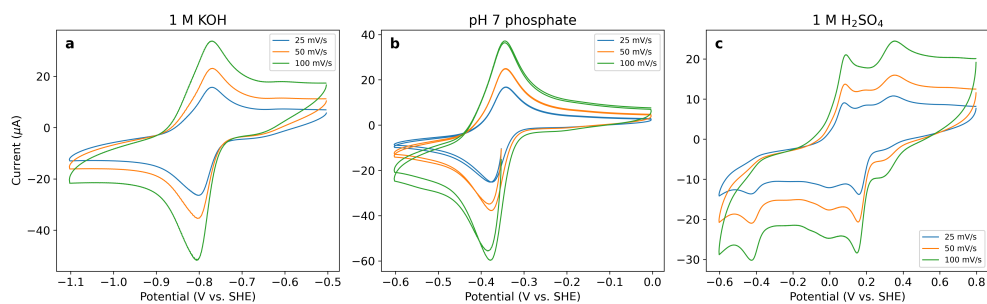 1 M KOH
a
25 mV/s
50 mV/s
100 mV/s
Current (μA)
20
0
−20
−40
−1.1 −1.0 −0.9 −0.8 −0.7 −0.6 −0.5
Potential (V vs. SHE)
pH 7 phosphate
b
25 mV/s
50 mV/s
100 mV/s
40
20
0
−20
−40
−60
−0.6 −0.5 −0.4 −0.3 −0.2 −0.1 0.0
Potential (V vs. SHE)
1 M H₂SO₄
c
20
10
0
−10
−20
−30
25 mV/s
50 mV/s
100 mV/s
−0.6 −0.4 −0.2 0.0 0.2 0.4 0.6 0.8
Potential (V vs. SHE)